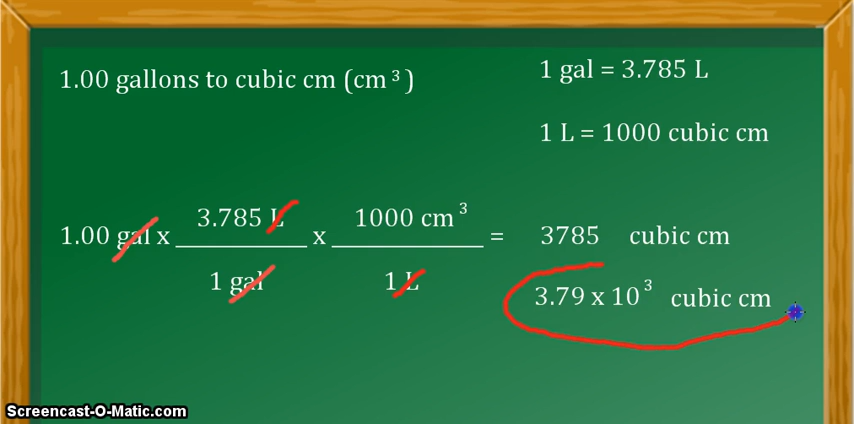 1.00 gallons to cubic cm (cm³)
1 gal = 3.785 L
1 L = 1000 cubic cm
1.00 gal x 3.785 L x 1000 cm³ = 3785 cubic cm
1 gal 1 L
3.79 x 10³ cubic cm
Screencast-O-Matic.com